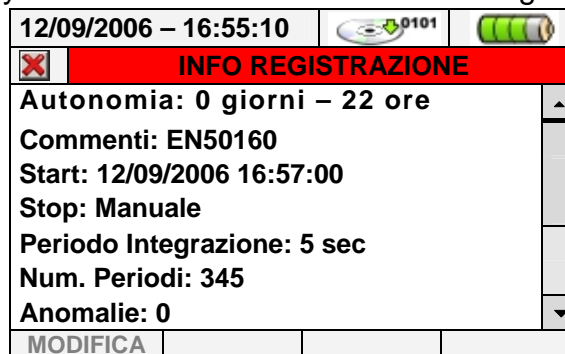 12/09/2006 – 16:55:10
0101
INFO REGISTRAZIONE
Autonomia: 0 giorni – 22 ore
Commenti: EN50160
Start: 12/09/2006 16:57:00
Stop: Manuale
Periodo Integrazione: 5 sec
Num. Periodi: 345
Anomalie: 0
MODIFICA